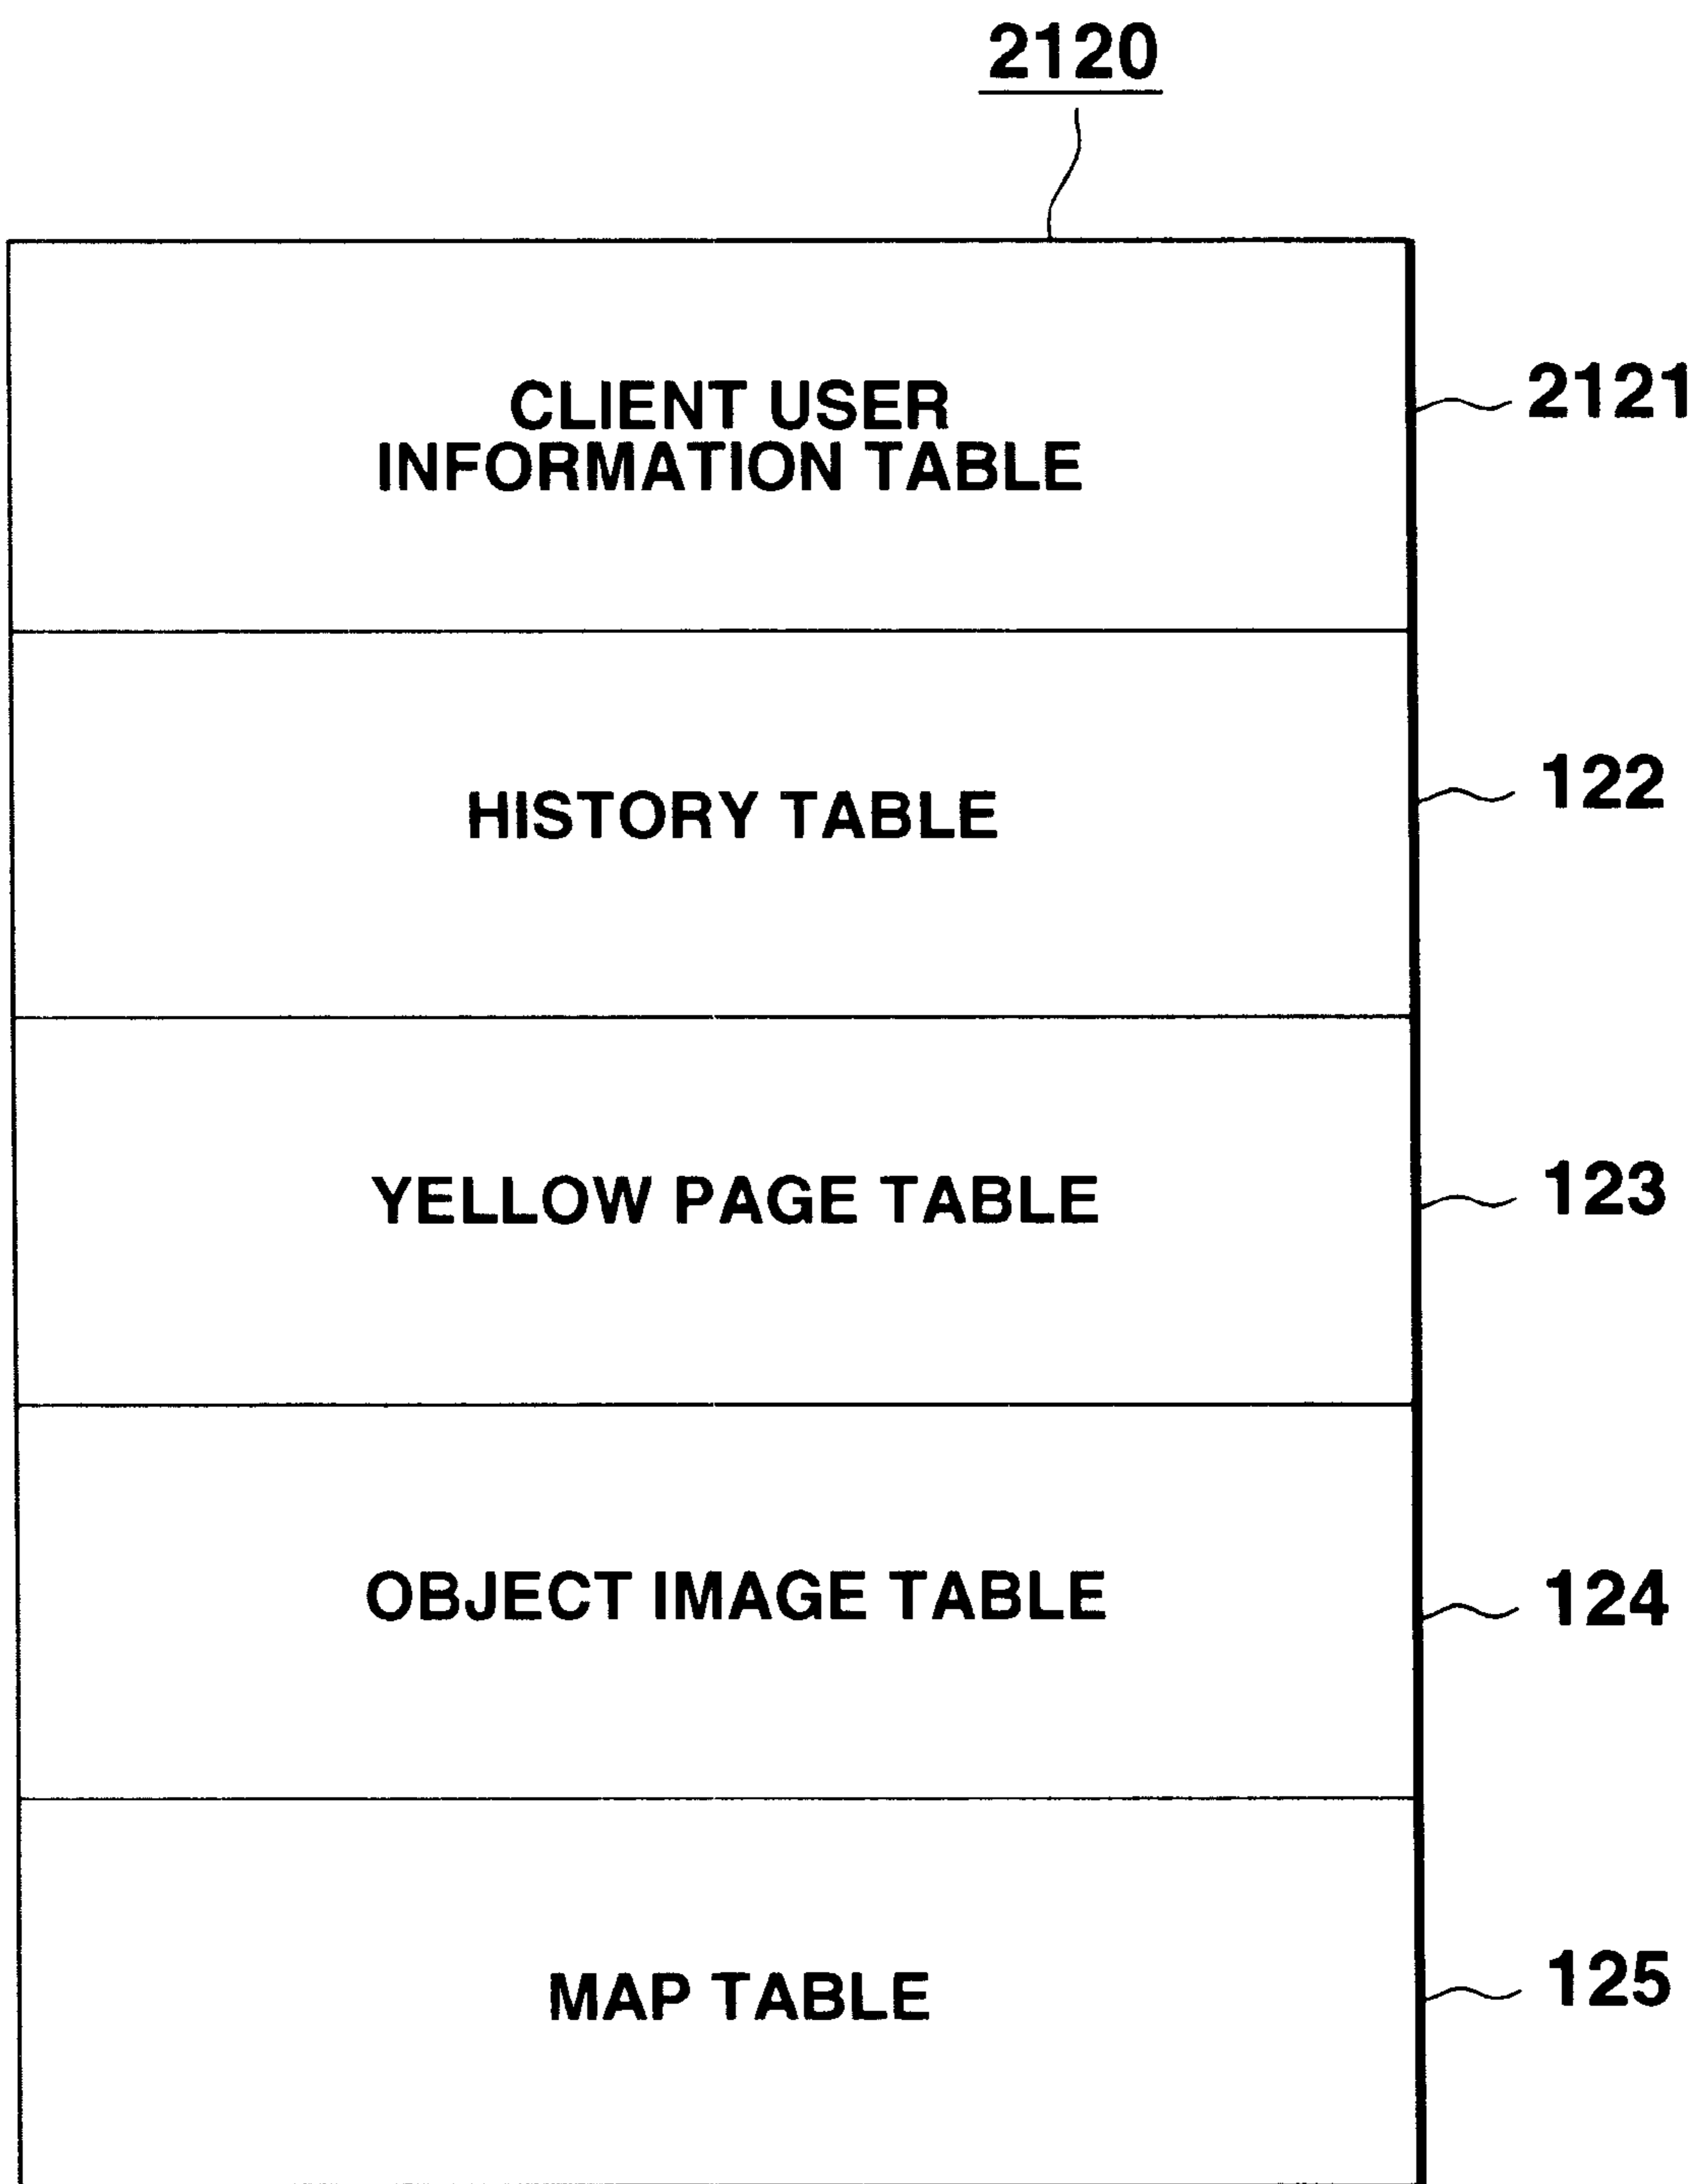 2120
CLIENT USER
INFORMATION TABLE
2121
HISTORY TABLE
122
YELLOW PAGE TABLE
123
OBJECT IMAGE TABLE
124
MAP TABLE
125